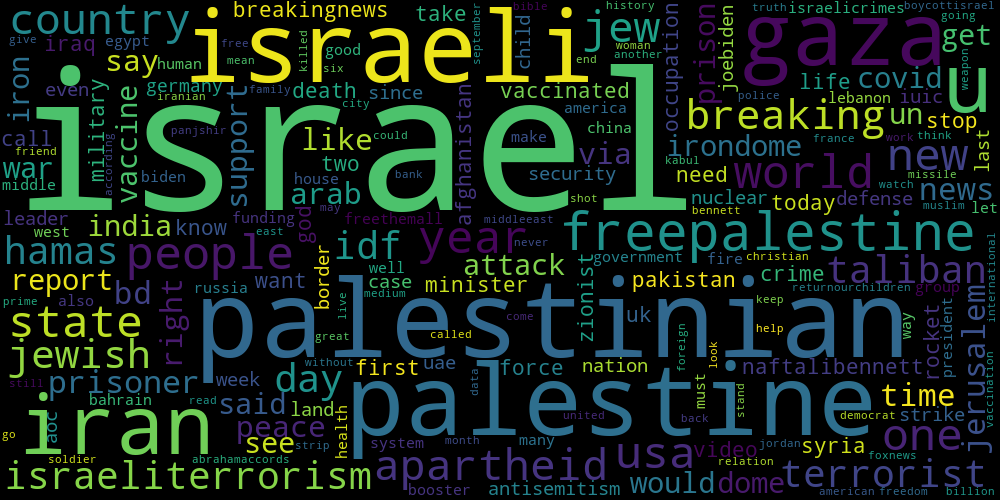 country
breakingnews
take
bible
history
truth
israelicrimes
boycottisrael
give
iraq
egypt
israeli
free
mean
killed
good
six
september
child
jew
woman
another
occupation
prison
joebiden
gaza
going
get
iron
say
human
even
germany
iranian
death
since
family
city
vaccinated
end
america
life
covid
police
lebanon
iuic
weapon
u
military
vaccine
support
panjshir
israel
like
could
afghanistan
make
china
breaking
un
stop
france
work
think
last
call
friend
according
war
middle
biden
two
house
bank
via
security
shot
irondome
kabul
need
world
new
missile
news
watch
arab
nuclear
today
defense
muslim
let
leader
west
india
know
funding
east
god
may
freethemall
middleeast
never
bennett
freepalestine
hamas
people
idf
year
report
bd
right
russia
want
border
well
case
live
medium
attack
minister
zionist
government
fire
christian
pakistan
crime
taliban
returnourchildren
group
international
prime
also
state
palestinian
great
called
come
uk
foreign
look
keep
help
way
rocket
president
jerusalem
jewish
without
first
uae
force
nation
naftalibennett
still
prisoner
bahrain
week
day
read
said
land
palestine
data
must
back
stand
united
democrat
time
strike
vaccination
go
iran
aoc
soldier
abrahamaccords
see
peace
strip
health
system
month
many
usa
video
relation
jordan
syria
foxnews
one
israeliterrorism
apartheid
booster
antisemitism
would
dome
terrorist
american
freedom
billion